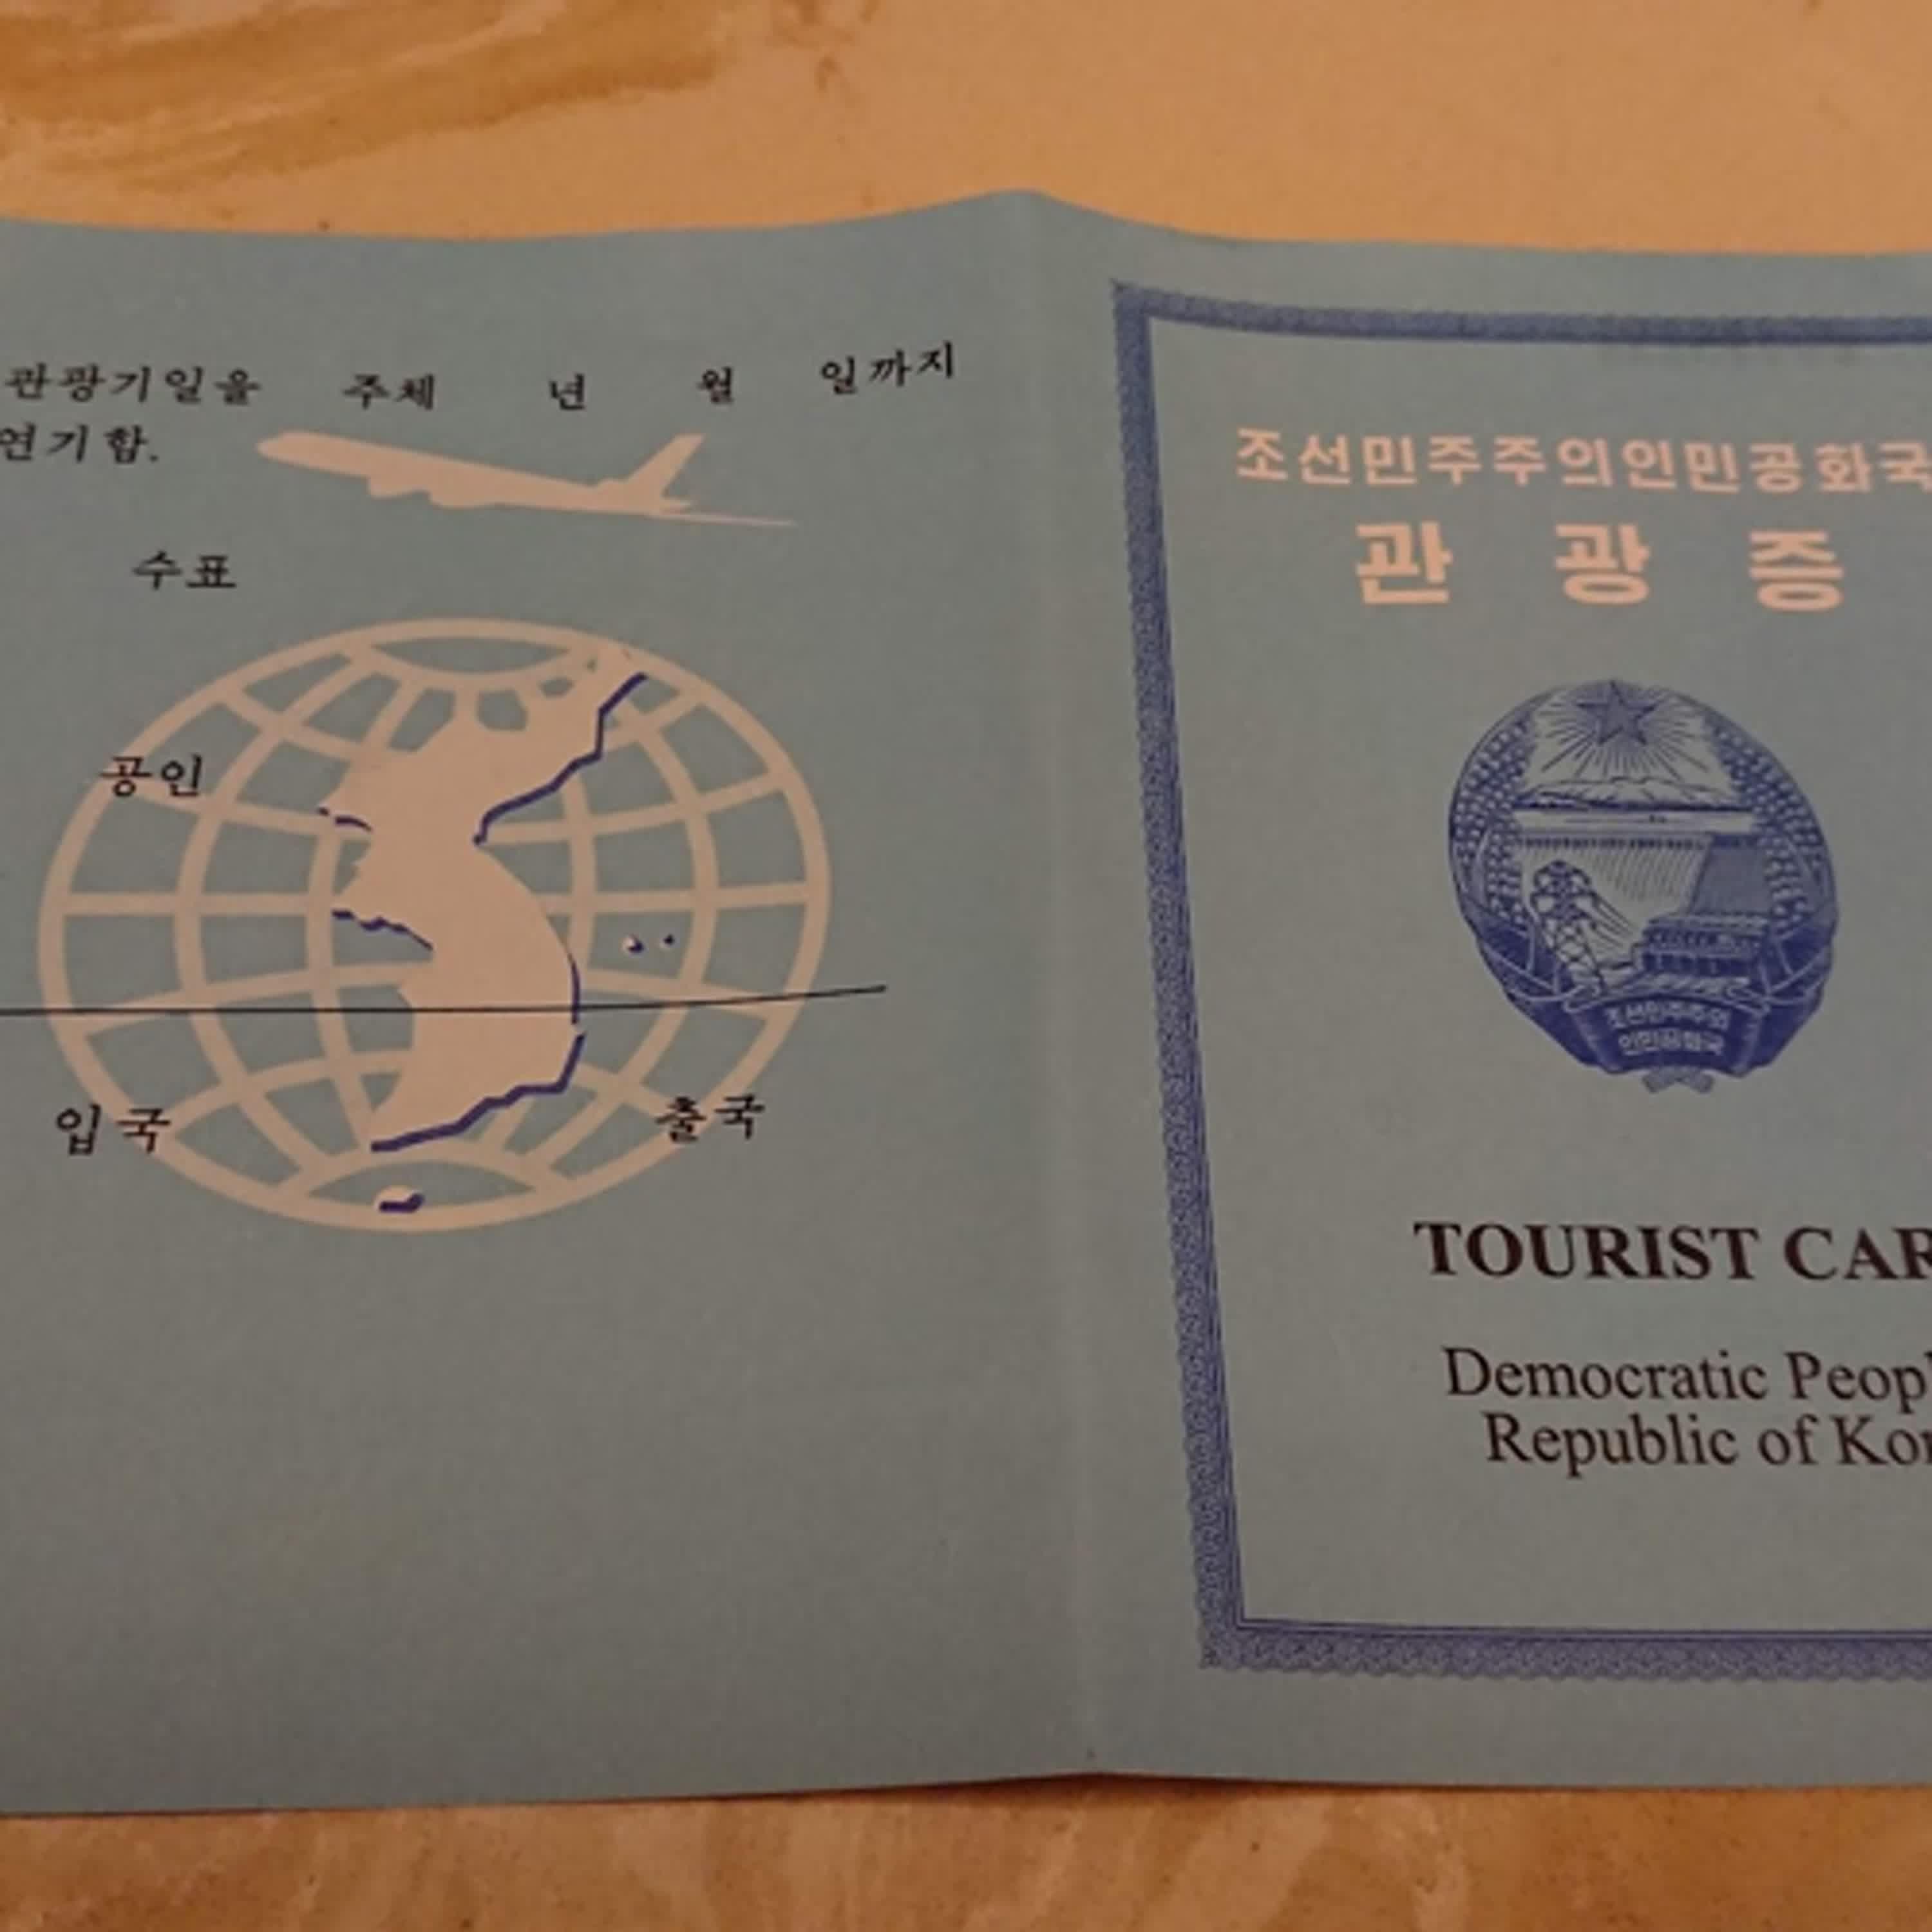 관광기일을 주체 년 월 일까지
연기함.
수표
공인
입국 출국
조선민주주의인민공화국
관광증
조선민주주의
인민공화국
TOURIST CAR
Democratic Peopl
Republic of Kor